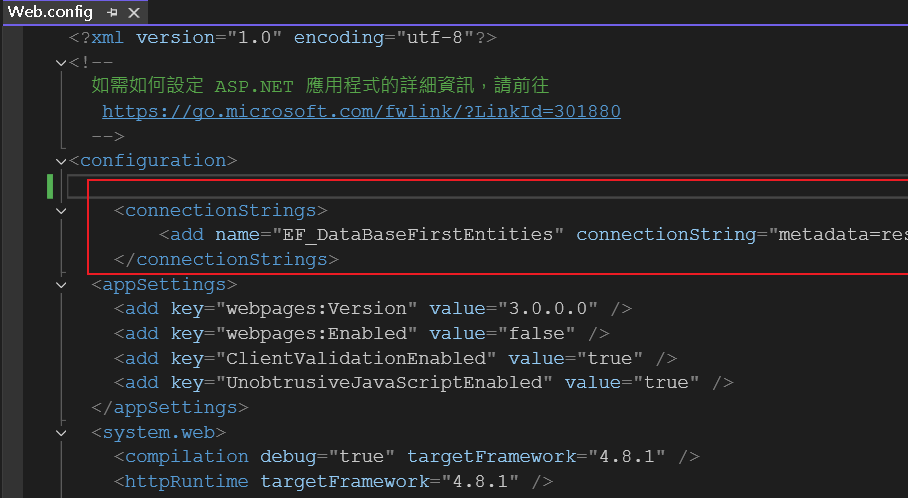 Web.config
<?xml version="1.0" encoding="utf-8"?>
<!--
如需如何設定 ASP.NET 應用程式的詳細資訊，請前往
https://go.microsoft.com/fwlink/?LinkId=301880
-->
<configuration>
<connectionStrings>
<add name="EF_DataBaseFirstEntities" connectionString="metadata=res
</connectionStrings>
<appSettings>
<add key="webpages:Version" value="3.0.0.0" />
<add key="webpages:Enabled" value="false" />
<add key="ClientValidationEnabled" value="true" />
<add key="UnobtrusiveJavaScriptEnabled" value="true" />
</appSettings>
<system.web>
<compilation debug="true" targetFramework="4.8.1" />
<httpRuntime targetFramework="4.8.1" />